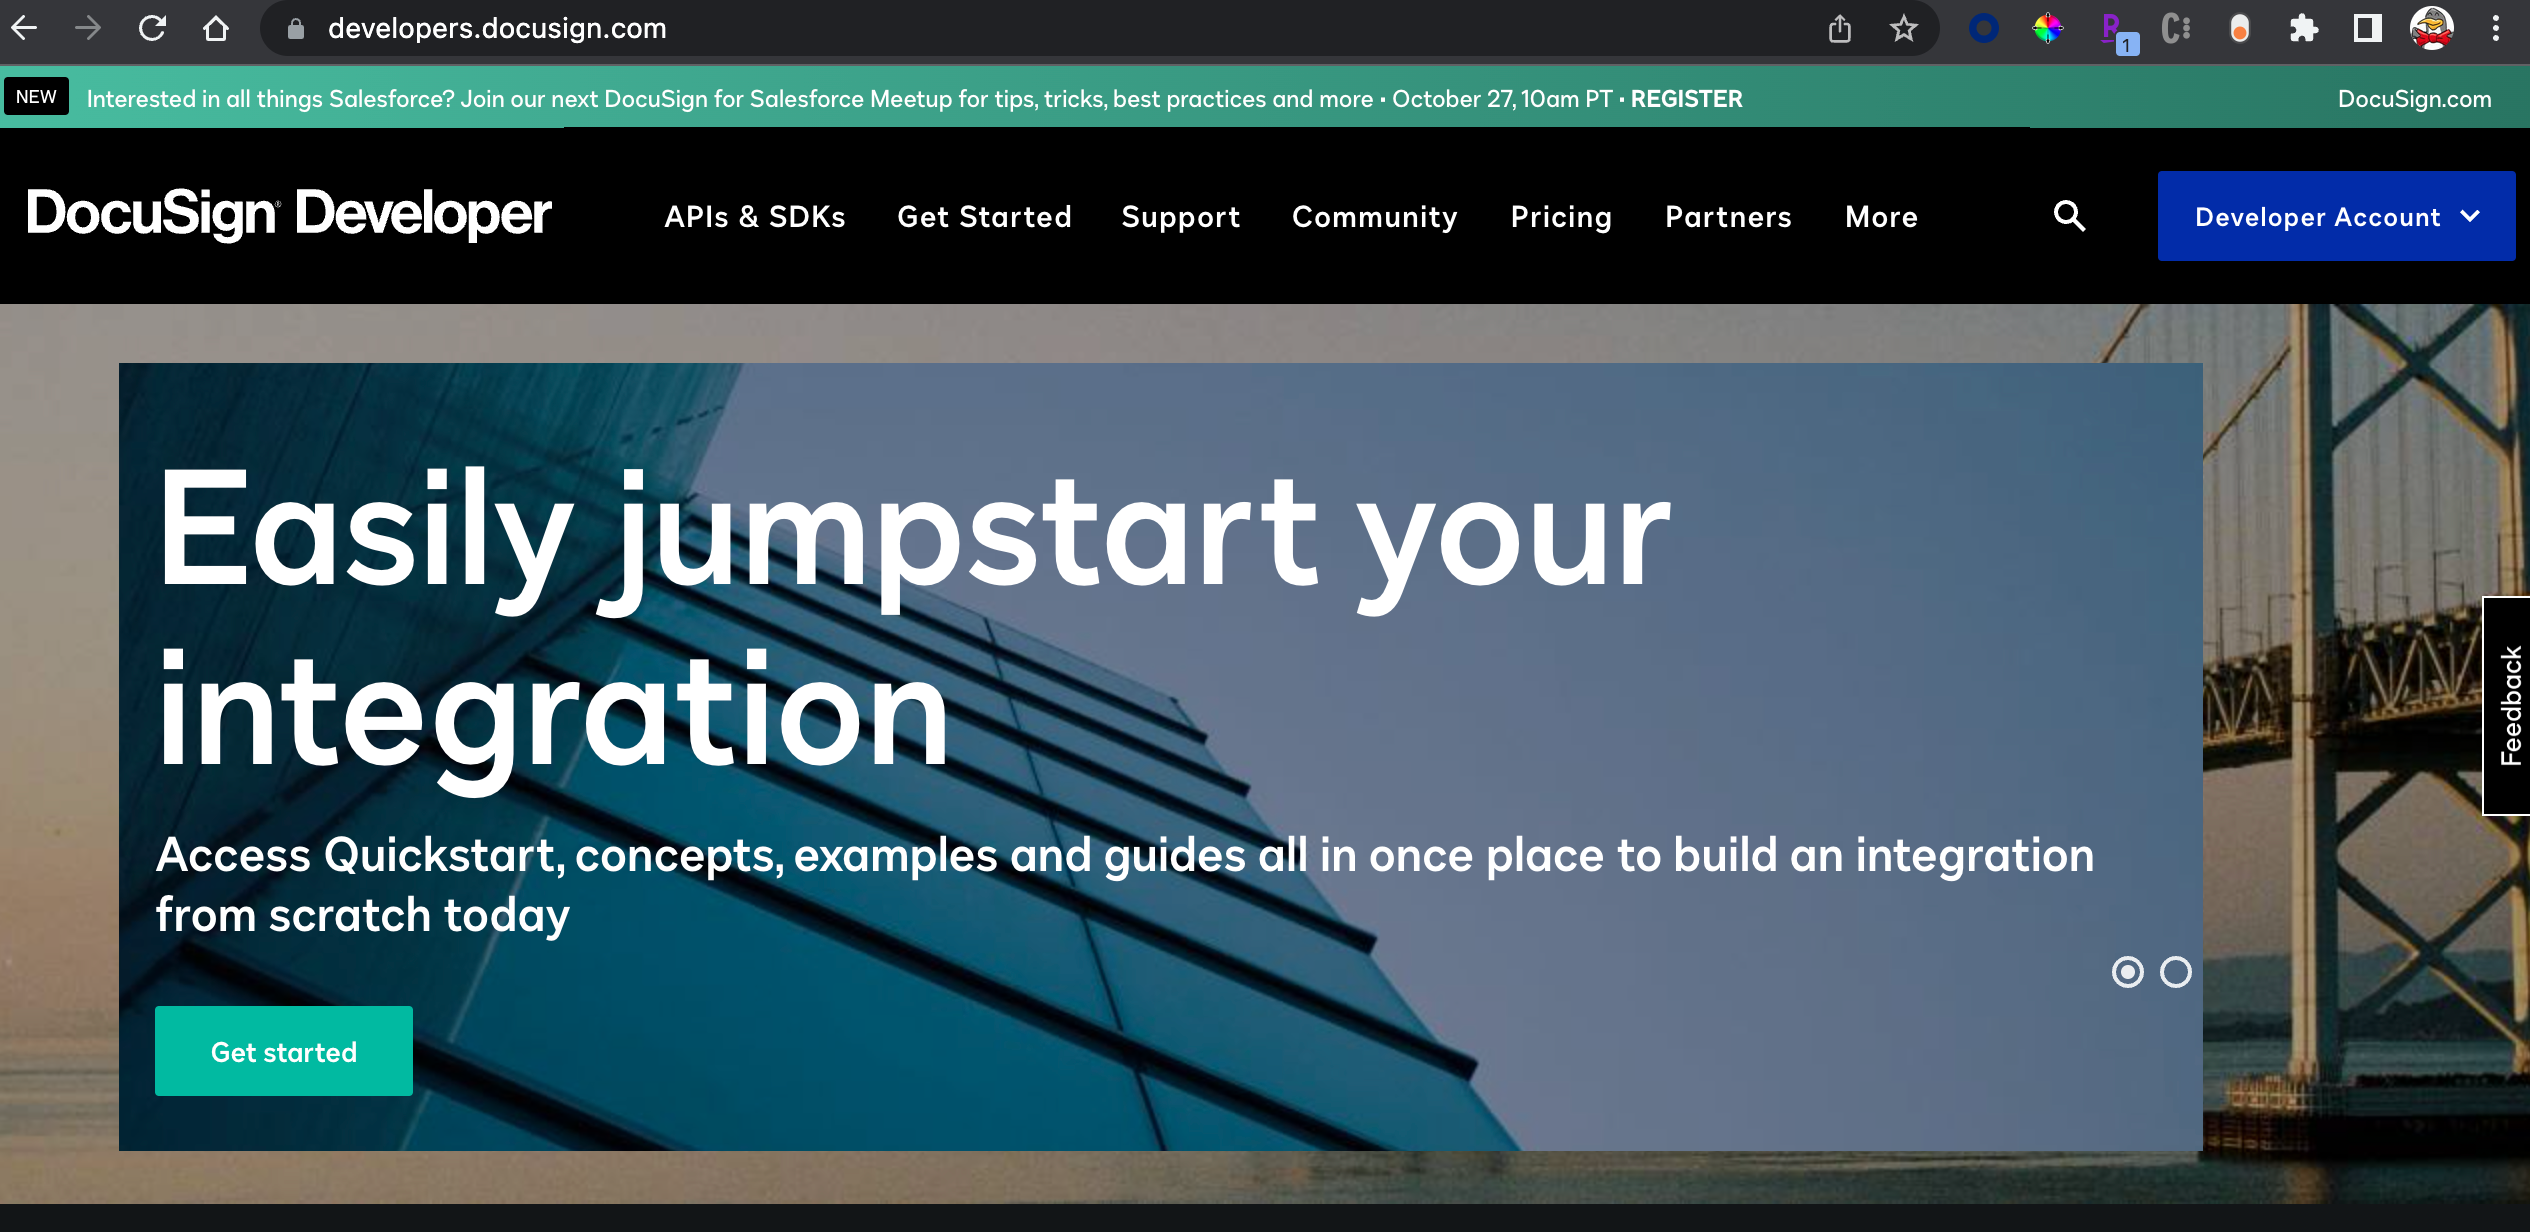 developers.docusign.com
1
NEW Interested in all things Salesforce? Join our next DocuSign for Salesforce Meetup for tips, tricks, best practices and more • October 27, 10am PT • REGISTER DocuSign.com
DocuSign® Developer APIs & SDKs Get Started Support Community Pricing Partners More Developer Account
Easily jumpstart your
integration
Access Quickstart, concepts, examples and guides all in once place to build an integration
from scratch today
Get started
Feedback